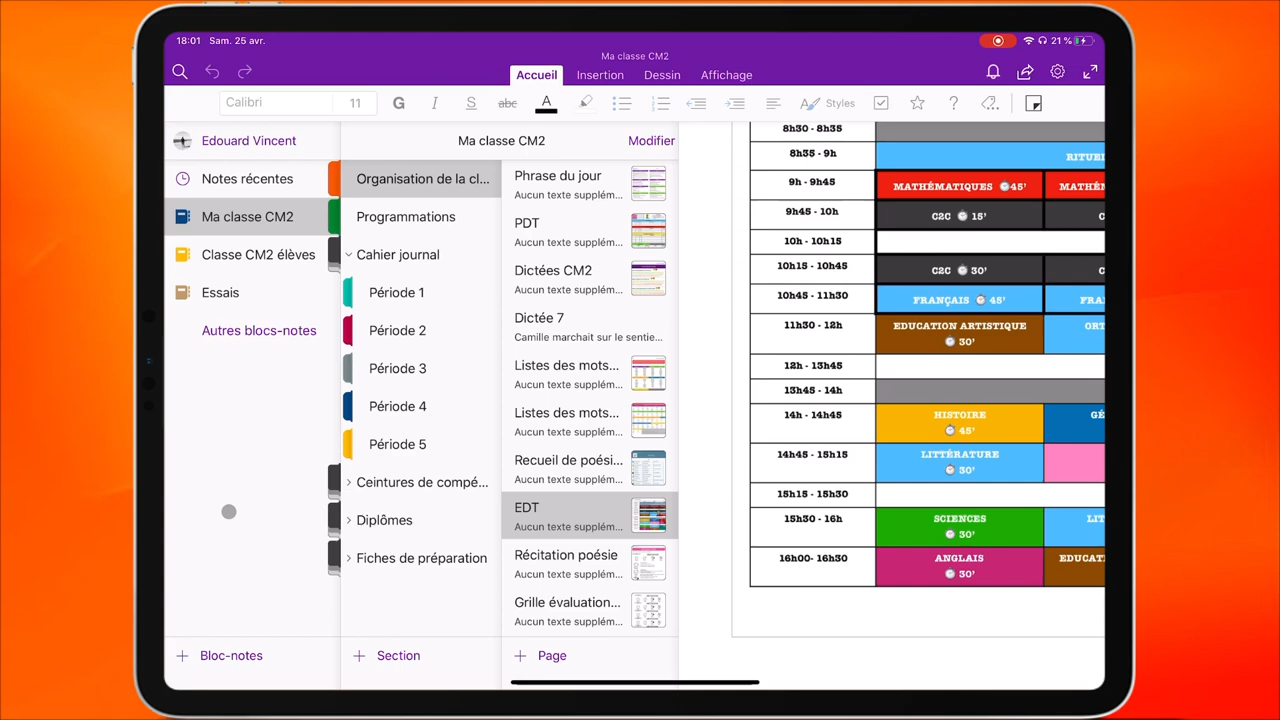 18:01 Sam. 25 avr.
21 %
Ma classe CM2
Accueil Insertion Dessin Affichage
Calibri 11 G I S abc A Styles ?
Edouard Vincent
Notes récentes
Ma classe CM2
Classe CM2 élèves
Essais
Autres blocs-notes
+ Bloc-notes
Ma classe CM2 Modifier
Organisation de la cl...
Programmations
Cahier journal
Période 1
Période 2
Période 3
Période 4
Période 5
Ceintures de compé...
Diplômes
Fiches de préparation
+ Section
Phrase du jour
Aucun texte supplém...
PDT
Aucun texte supplém...
Dictées CM2
Aucun texte supplém...
Dictée 7
Camille marchait sur le sentie...
Listes des mots...
Aucun texte supplém...
Listes des mots...
Aucun texte supplém...
Recueil de poési...
Aucun texte supplém...
EDT
Aucun texte supplém...
Récitation poésie
Aucun texte supplém...
Grille évaluation...
Aucun texte supplém...
+ Page
8h30 - 8h35
8h35 - 9h RITUE
9h - 9h45 MATHÉMATIQUES 45' MATHÉM
9h45 - 10h C2C 15' C
10h - 10h15
10h15 - 10h45 C2C 30' C
10h45 - 11h30 FRANÇAIS 45' FRA
11h30 - 12h EDUCATION ARTISTIQUE 30' ORT
12h - 13h45
13h45 - 14h
14h - 14h45 HISTOIRE 45' GÉ
14h45 - 15h15 LITTÉRATURE 30'
15h15 - 15h30
15h30 - 16h SCIENCES 30' LIT
16h00- 16h30 ANGLAIS 30' EDUCAT